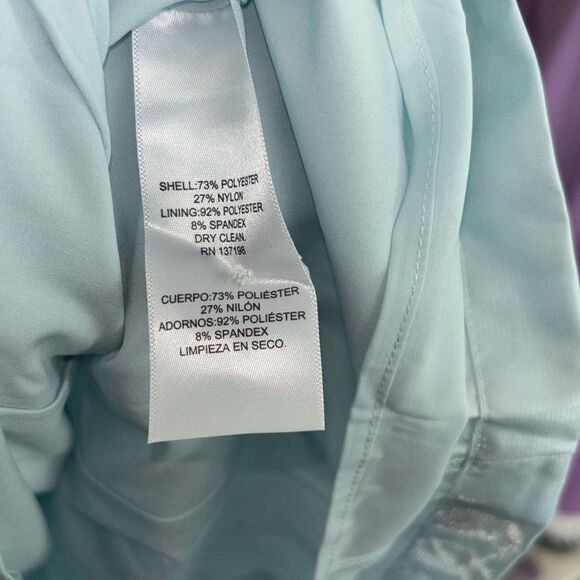 SHELL:73% POLYESTER
27% NYLON
LINING:92% POLYESTER
8% SPANDEX
DRY CLEAN.
RN 137198
CUERPO:73% POLIÉSTER
27% NILÓN
ADORNOS:92% POLIÉSTER
8% SPANDEX
LIMPIEZA EN SECO.